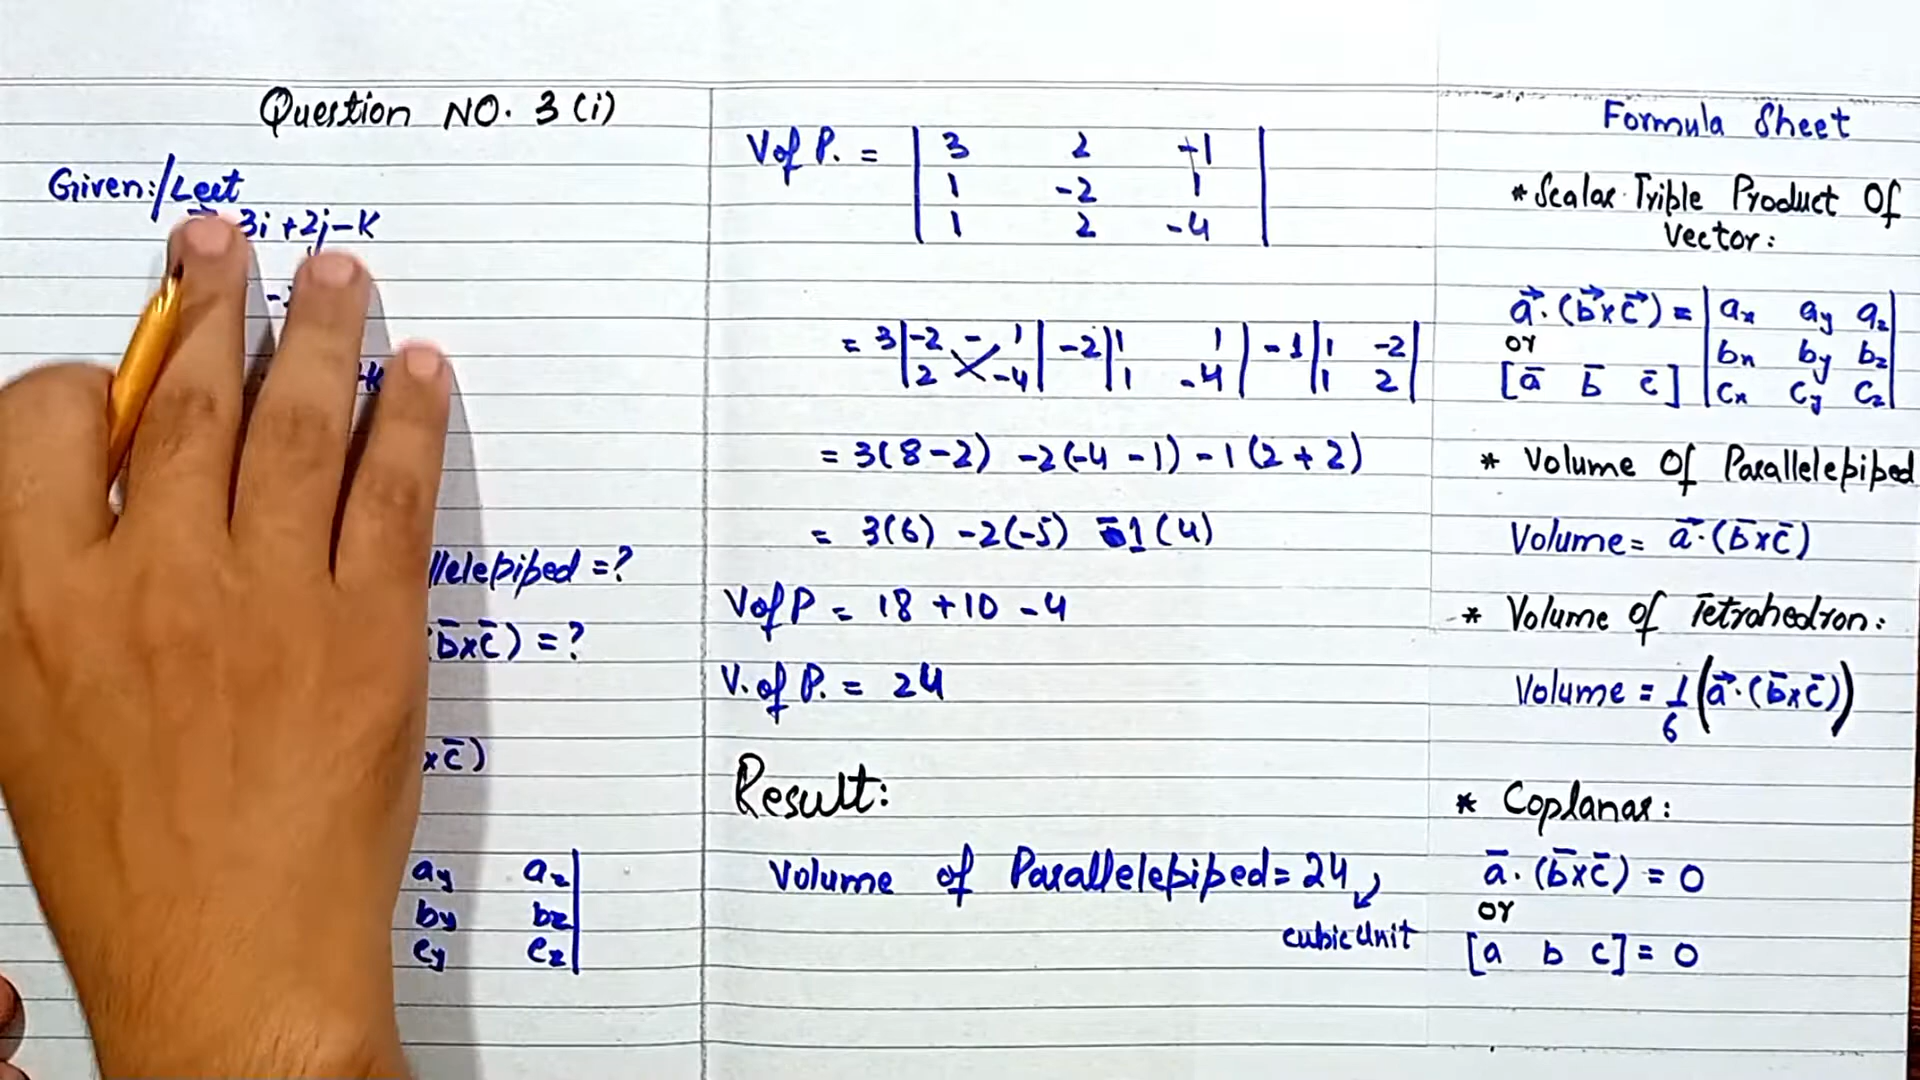 Question NO. 3 (i)
Given:/Leet
3i + 2j - K
llelepiped = ?
b̄xc̄) = ?
xc̄)
ay az
by bz
cy cz
V of P. = | 3 2 -1 |
| 1 -2 1 |
| 1 2 -4 |
= 3 |-2 1| -2 |1 1| -1 |1 -2|
|2 -4| |1 -4| |1 2|
= 3(8-2) -2(-4 -1) -1(2+2)
= 3(6) -2(-5) -1(4)
V of P = 18 + 10 - 4
V. of P. = 24
Result:
Volume of Parallelepiped = 24
cubic Unit
Formula Sheet
* Scalar Triple Product Of
Vector:
a⃗.(b⃗xc⃗) = | ax ay az |
or | bx by bz |
[ā b̄ c̄] | cx cy cz |
* Volume Of Parallelepiped
Volume = a⃗.(b̄xc̄)
* Volume of Tetrohedron:
Volume = 1/6 (a⃗.(b̄xc̄))
* Coplanar:
ā.(b̄xc̄) = 0
or
[a b c] = 0